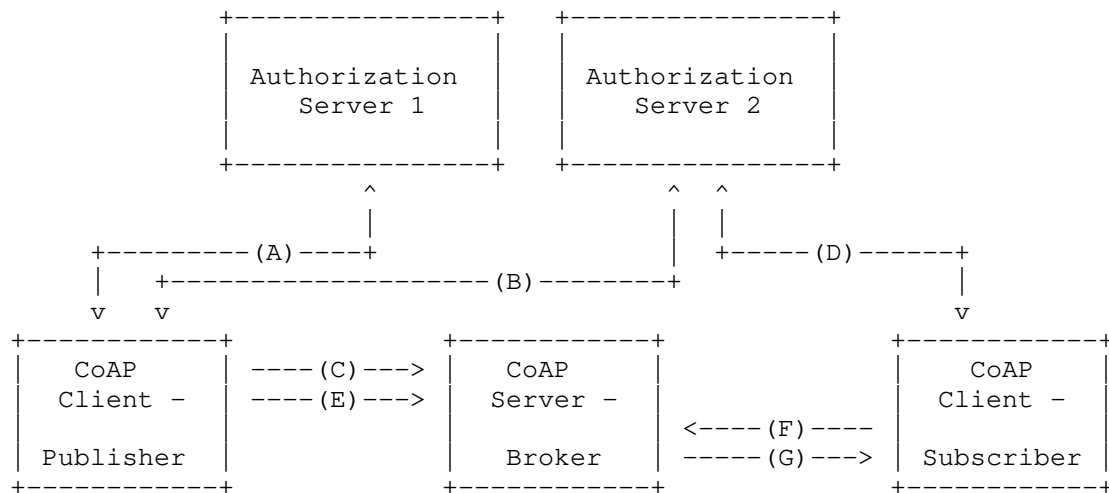 Authorization Authorization
Server 1 Server 2
^ ^ ^
(A) (D)
(B)
v v v
CoAP CoAP CoAP
Client - ----(C)---> Server - Client -
----(E)--->
<----(F)----
Publisher Broker -----(G)---> Subscriber